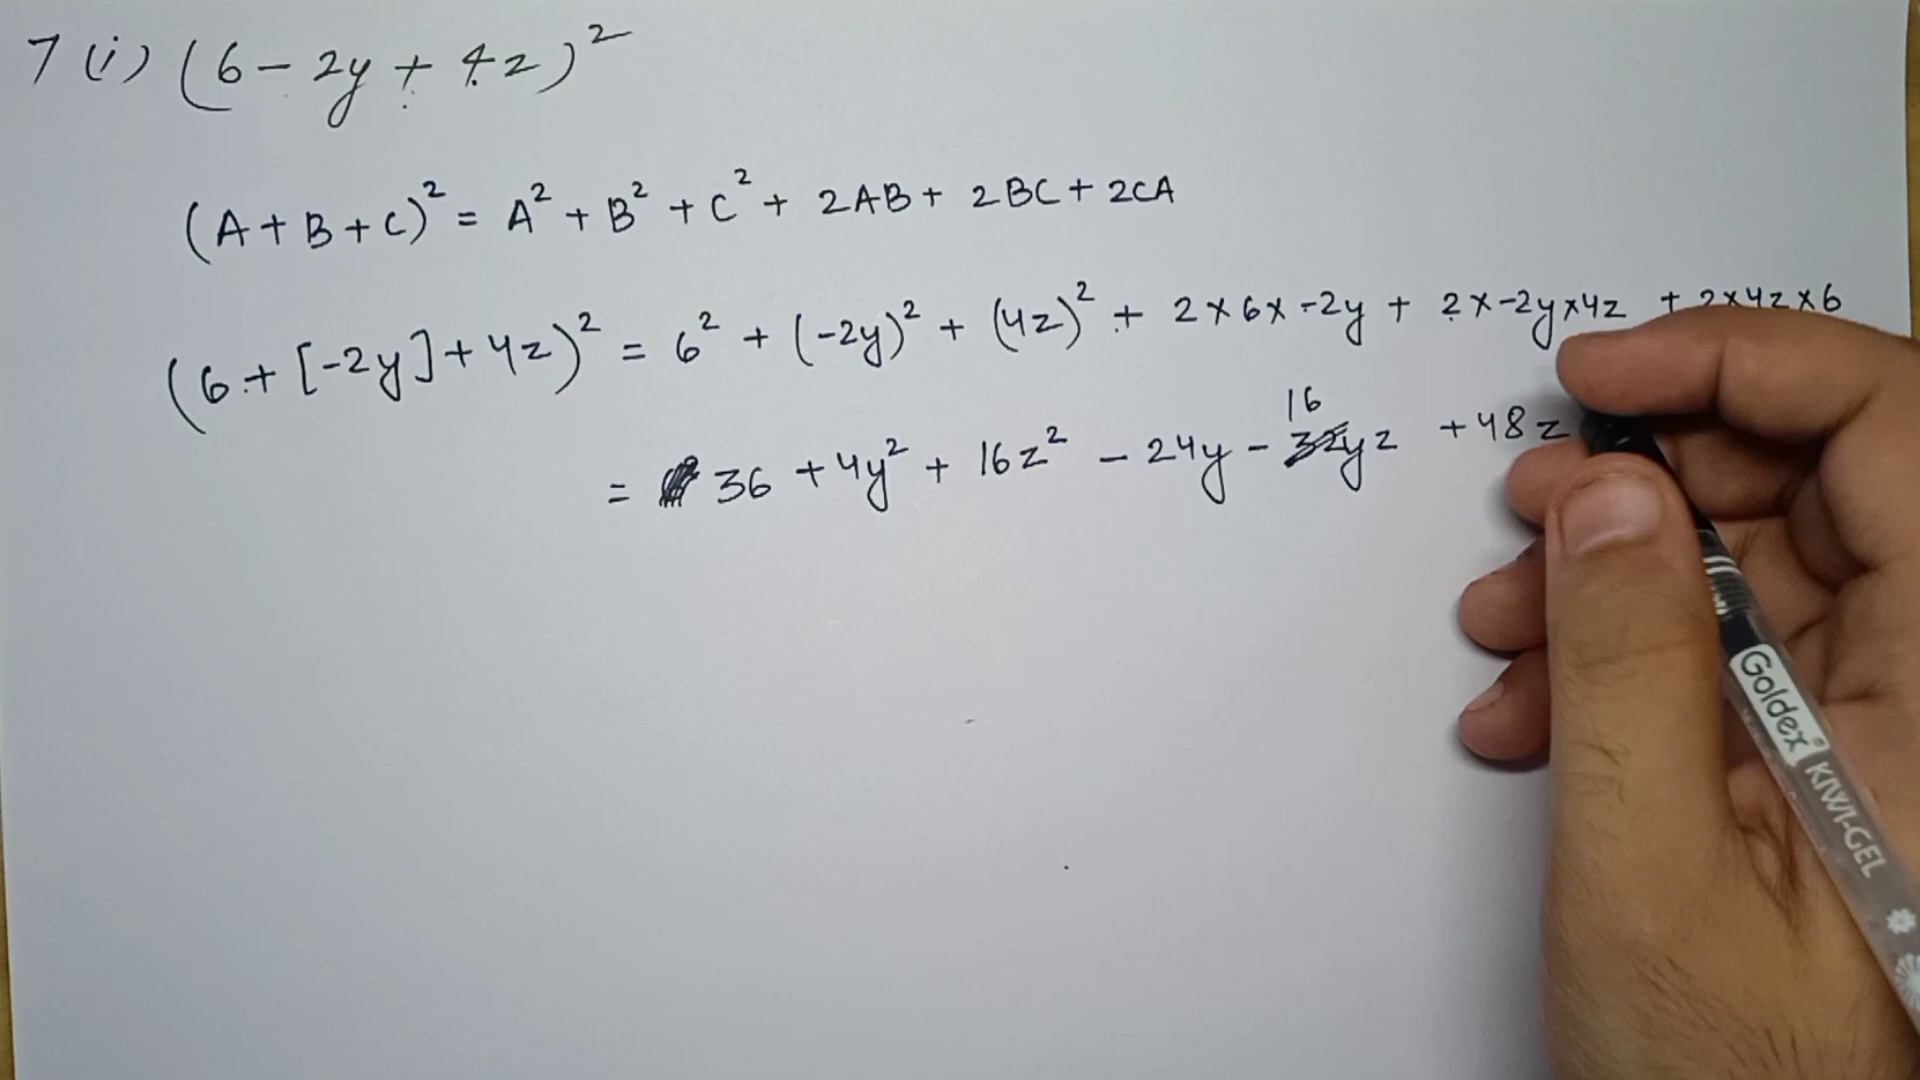 7 (i) (6 - 2y + 4z)²
(A + B + C)² = A² + B² + C² + 2AB + 2BC + 2CA
(6 + [-2y] + 4z)² = 6² + (-2y)² + (4z)² + 2 × 6 × -2y + 2 × -2y × 4z + 2×4z×6
16
= 36 + 4y² + 16z² - 24y - 32yz + 48z
Goldex® KIWI-GEL